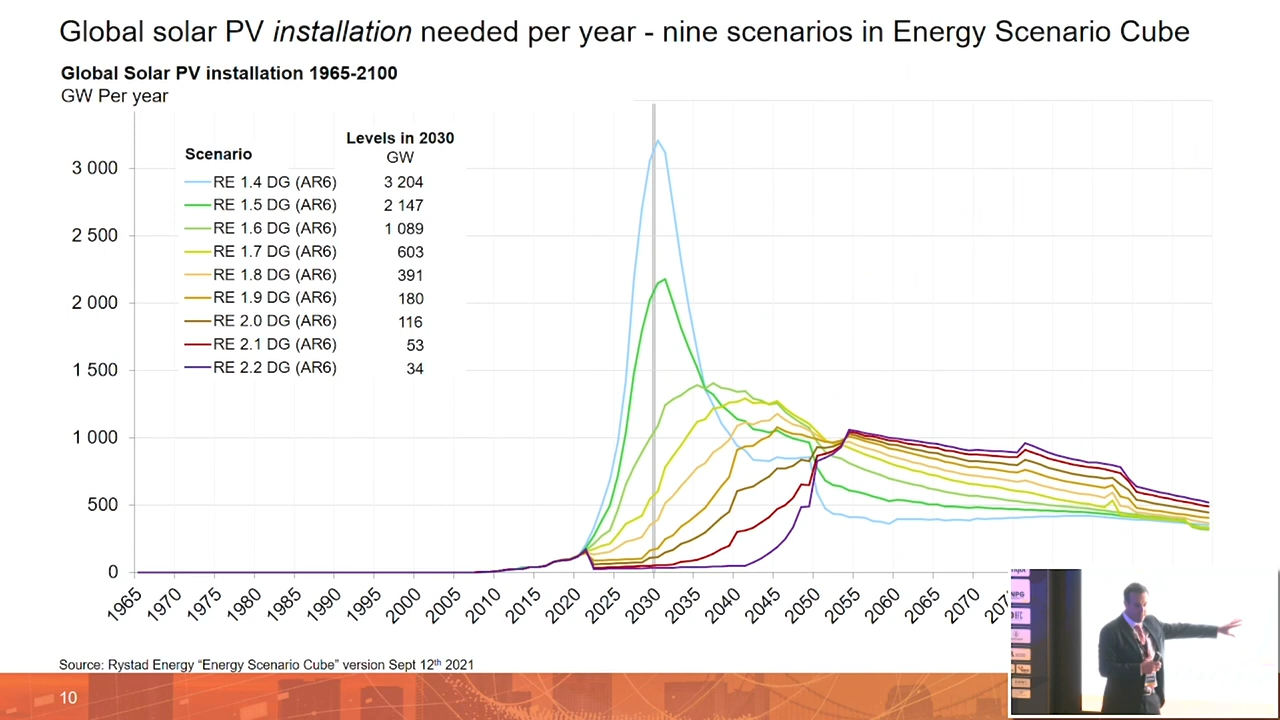 Global solar PV installation needed per year - nine scenarios in Energy Scenario Cube
Global Solar PV installation 1965-2100
GW Per year
Scenario
Levels in 2030
GW
RE 1.4 DG (AR6) 3 204
RE 1.5 DG (AR6) 2 147
RE 1.6 DG (AR6) 1 089
RE 1.7 DG (AR6) 603
RE 1.8 DG (AR6) 391
RE 1.9 DG (AR6) 180
RE 2.0 DG (AR6) 116
RE 2.1 DG (AR6) 53
RE 2.2 DG (AR6) 34
3 000
2 500
2 000
1 500
1 000
500
0
1965 1970 1975 1980 1985 1990 1995 2000 2005 2010 2015 2020 2025 2030 2035 2040 2045 2050 2055 2060 2065 2070
NPG
Source: Rystad Energy “Energy Scenario Cube” version Sept 12th 2021
10